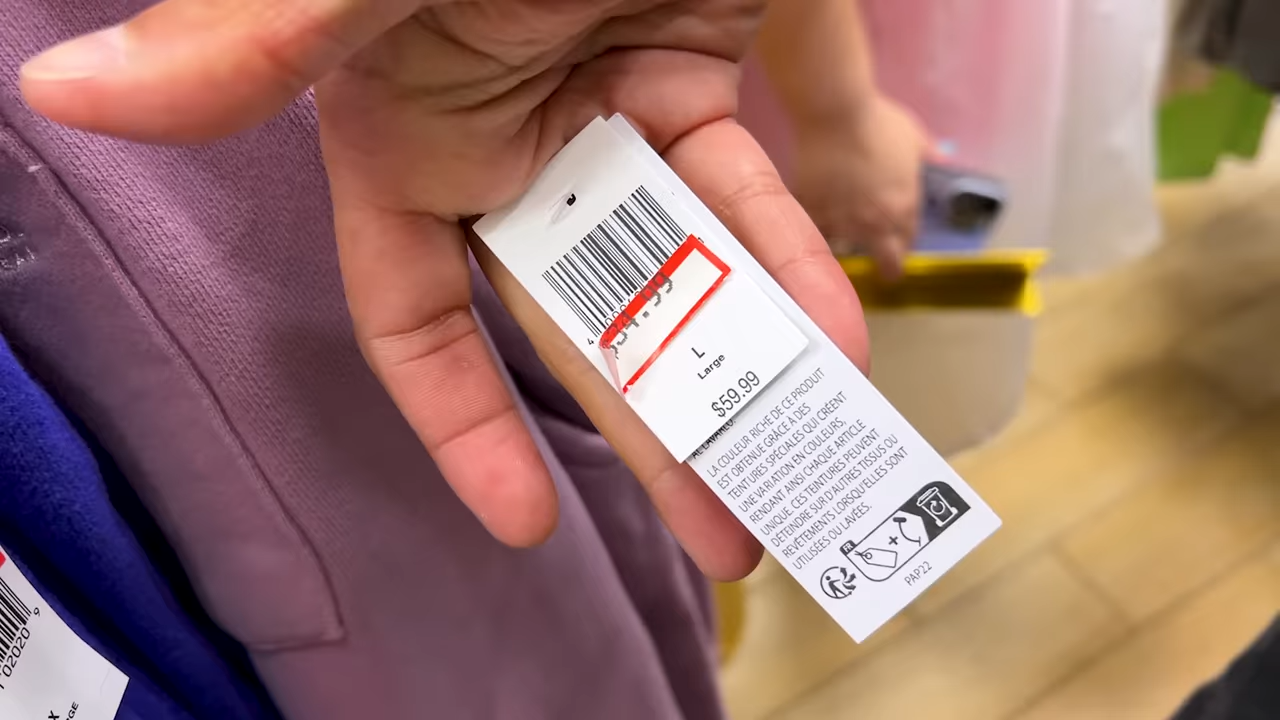 L
Large
$59.99
LA COULEUR RICHE DE CE PRODUIT
EST OBTENUE GRÂCE À DES
TEINTURES SPÉCIALES QUI CRÉENT
UNE VARIATION EN COULEURS,
RENDANT AINSI CHAQUE ARTICLE
UNIQUE. CES TEINTURES PEUVENT
DÉTEINDRE SUR D'AUTRES TISSUS OU
REVÊTEMENTS LORSQU'ELLES SONT
UTILISÉES OU LAVÉES.
FR
+
PAP22
02020 9
X